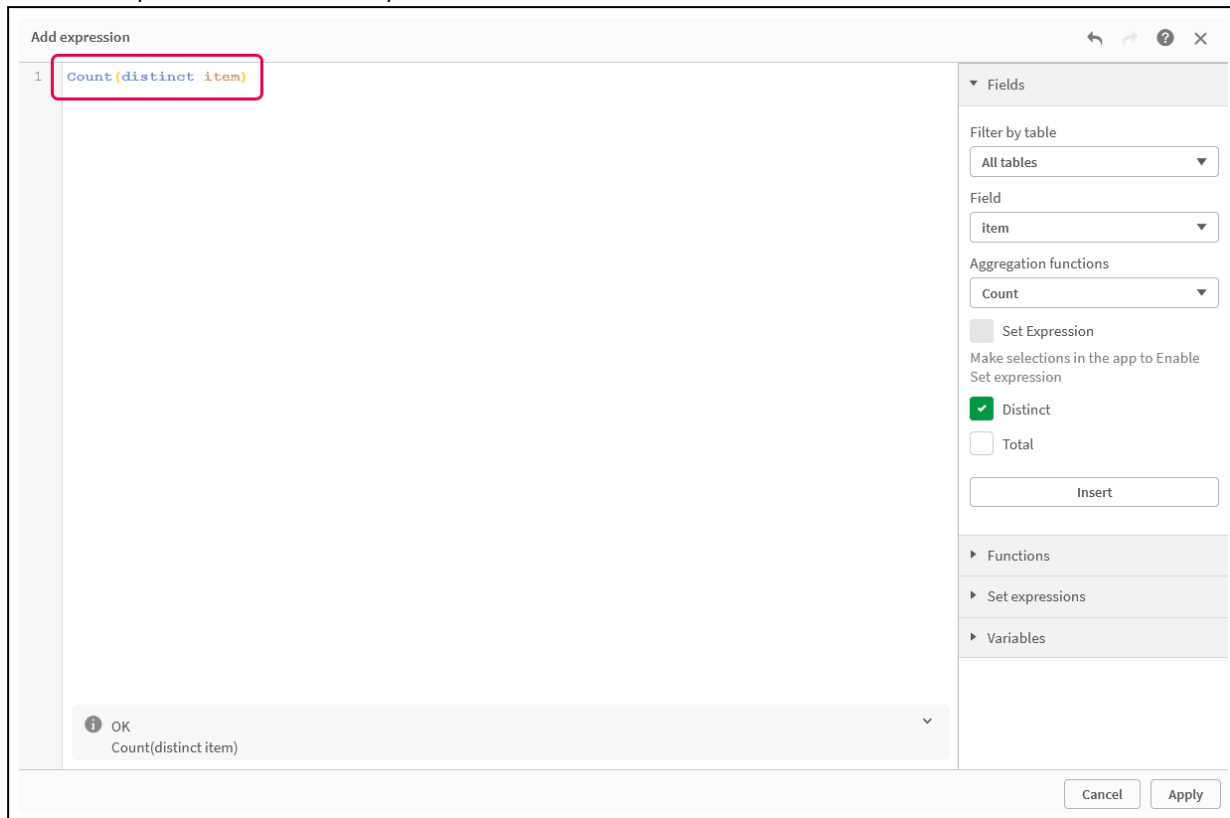 Add expression
1 Count(distinct item)
Fields
Filter by table
All tables
Field
item
Aggregation functions
Count
Set Expression
Make selections in the app to Enable
Set expression
Distinct
Total
Insert
Functions
Set expressions
Variables
OK
Count(distinct item)
Cancel Apply